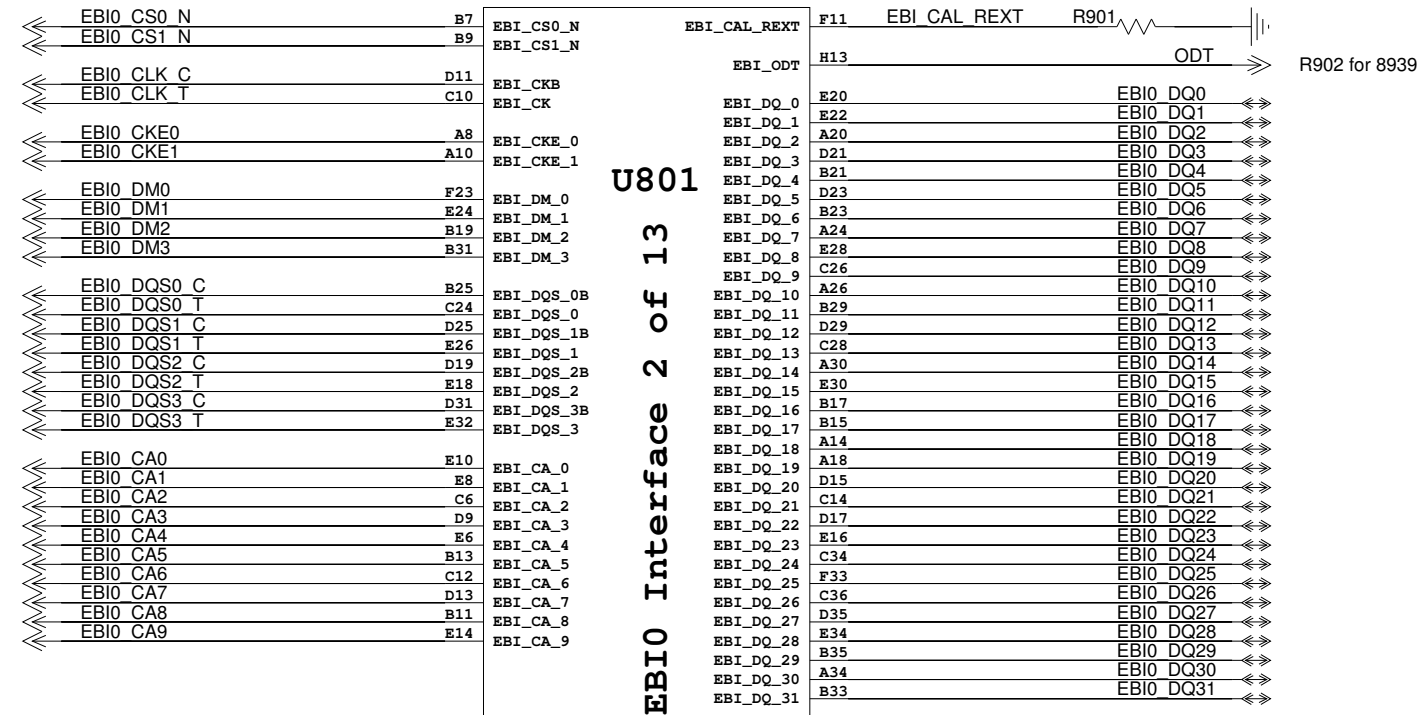 EBI0_CS0_N B7 EBI_CS0_N EBI_CAL_REXT F11 EBI_CAL_REXT R901
EBI0_CS1_N B9 EBI_CS1_N
EBI_ODT H13 ODT R902 for 8939
EBI0_CLK_C D11 EBI_CKB
EBI0_CLK_T C10 EBI_CK EBI_DQ_0 E20 EBI0_DQ0
EBI_DQ_1 E22 EBI0_DQ1
EBI0_CKE0 A8 EBI_CKE_0 EBI_DQ_2 A20 EBI0_DQ2
EBI0_CKE1 A10 EBI_CKE_1 EBI_DQ_3 D21 EBI0_DQ3
U801
EBI_DQ_4 B21 EBI0_DQ4
EBI0_DM0 F23 EBI_DM_0 EBI_DQ_5 D23 EBI0_DQ5
EBI0_DM1 E24 EBI_DM_1 EBI_DQ_6 B23 EBI0_DQ6
EBI0_DM2 B19 EBI_DM_2 EBI_DQ_7 A24 EBI0_DQ7
EBI0_DM3 B31 EBI_DM_3 EBI_DQ_8 E28 EBI0_DQ8
EBI_DQ_9 C26 EBI0_DQ9
EBI0_DQS0_C B25 EBI_DQS_0B EBI_DQ_10 A26 EBI0_DQ10
EBI0_DQS0_T C24 EBI_DQS_0 EBI_DQ_11 B29 EBI0_DQ11
EBI0_DQS1_C D25 EBI_DQS_1B EBI_DQ_12 D29 EBI0_DQ12
EBI0_DQS1_T E26 EBI_DQS_1 EBI_DQ_13 C28 EBI0_DQ13
EBI0_DQS2_C D19 EBI_DQS_2B EBI_DQ_14 A30 EBI0_DQ14
EBI0_DQS2_T E18 EBI_DQS_2 EBI_DQ_15 E30 EBI0_DQ15
EBI0_DQS3_C D31 EBI_DQS_3B EBI_DQ_16 B17 EBI0_DQ16
EBI0_DQS3_T E32 EBI_DQS_3 EBI_DQ_17 B15 EBI0_DQ17
EBI_DQ_18 A14 EBI0_DQ18
EBI0_CA0 E10 EBI_CA_0 EBI_DQ_19 A18 EBI0_DQ19
EBI0_CA1 E8 EBI_CA_1 EBI_DQ_20 D15 EBI0_DQ20
EBI0_CA2 C6 EBI_CA_2 EBI_DQ_21 C14 EBI0_DQ21
EBI0_CA3 D9 EBI_CA_3 EBI_DQ_22 D17 EBI0_DQ22
EBI0_CA4 E6 EBI_CA_4 EBI_DQ_23 E16 EBI0_DQ23
EBI0_CA5 B13 EBI_CA_5 EBI_DQ_24 C34 EBI0_DQ24
EBI0_CA6 C12 EBI_CA_6 EBI_DQ_25 F33 EBI0_DQ25
EBI0_CA7 D13 EBI_CA_7 EBI_DQ_26 C36 EBI0_DQ26
EBI0_CA8 B11 EBI_CA_8 EBI_DQ_27 D35 EBI0_DQ27
EBI0_CA9 E14 EBI_CA_9 EBI_DQ_28 E34 EBI0_DQ28
EBI_DQ_29 B35 EBI0_DQ29
EBI_DQ_30 A34 EBI0_DQ30
EBI_DQ_31 B33 EBI0_DQ31
EBI0 Interface 2 of 13